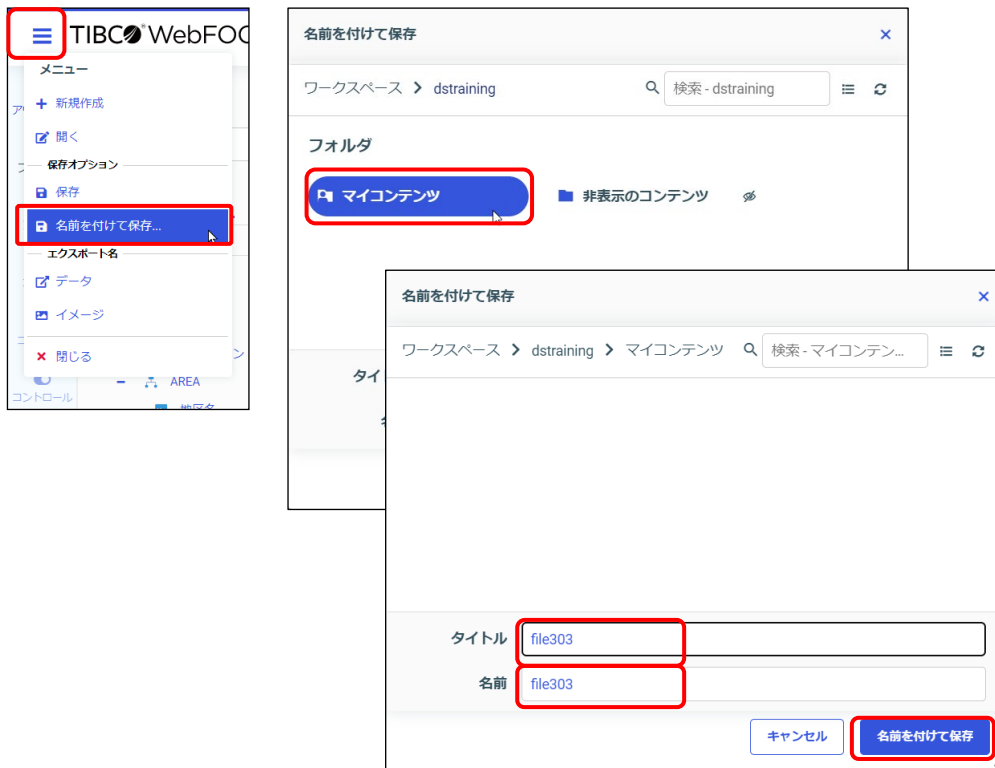 TIBCO WebFOC
メニュー
新規作成
開く
保存オプション
保存
名前を付けて保存...
エクスポート名
データ
イメージ
閉じる
AREA
コントロール
地区名
名前を付けて保存
ワークスペース > dstraining
検索 - dstraining
フォルダ
マイコンテンツ
非表示のコンテンツ
タイ
名前を付けて保存
ワークスペース > dstraining > マイコンテンツ
検索 - マイコンテン...
タイトル file303
名前 file303
キャンセル
名前を付けて保存